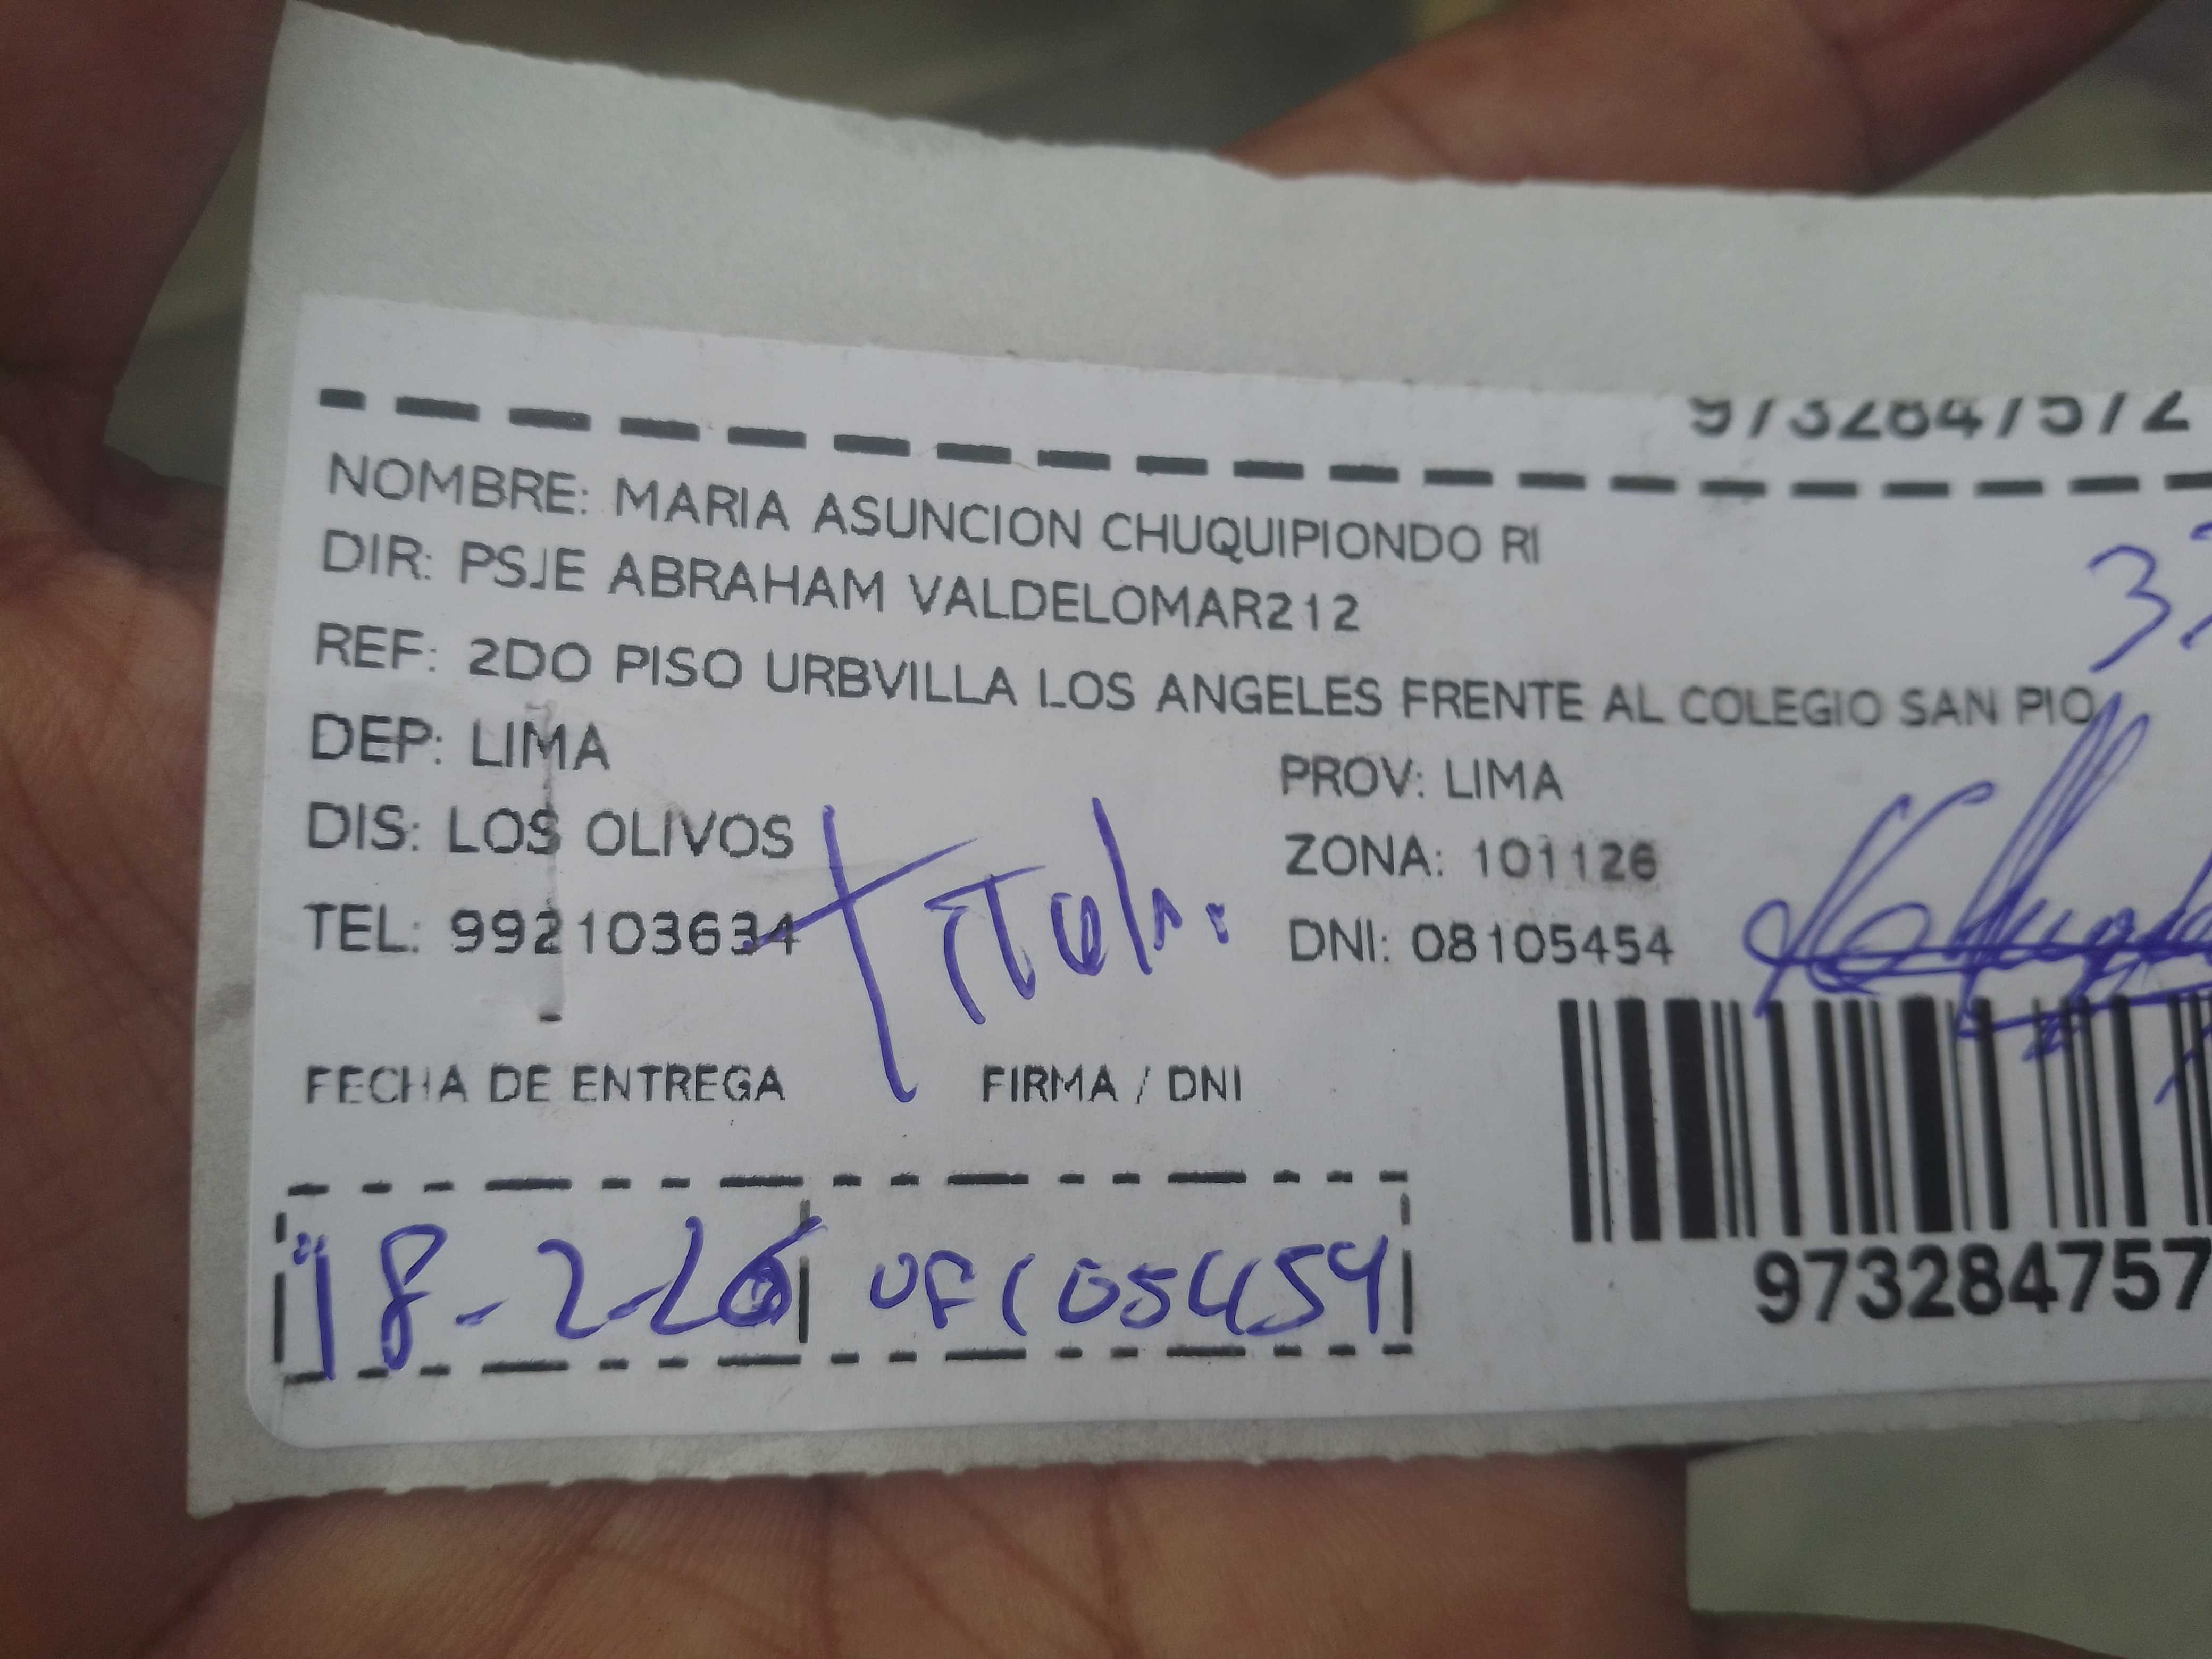 9732847572
NOMBRE: MARIA ASUNCION CHUQUIPIONDO RI
DIR: PSJE ABRAHAM VALDELOMAR212
REF: 2DO PISO URBVILLA LOS ANGELES FRENTE AL COLEGIO SAN PIO
DEP: LIMA PROV: LIMA
DIS: LOS OLIVOS ZONA: 101126
TEL: 992103634 DNI: 08105454
FECHA DE ENTREGA FIRMA / DNI
18-2-26 08105454
973284757